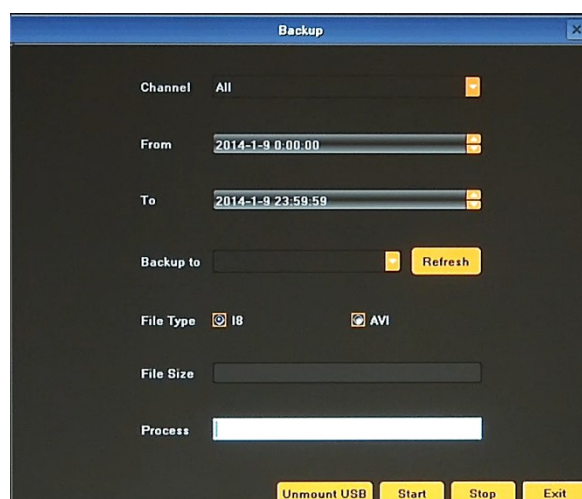 Backup
Channel All
From 2014-1-9 0:00:00
To 2014-1-9 23:59:59
Backup to Refresh
File Type I8 AVI
File Size
Process
Unmount USB Start Stop Exit